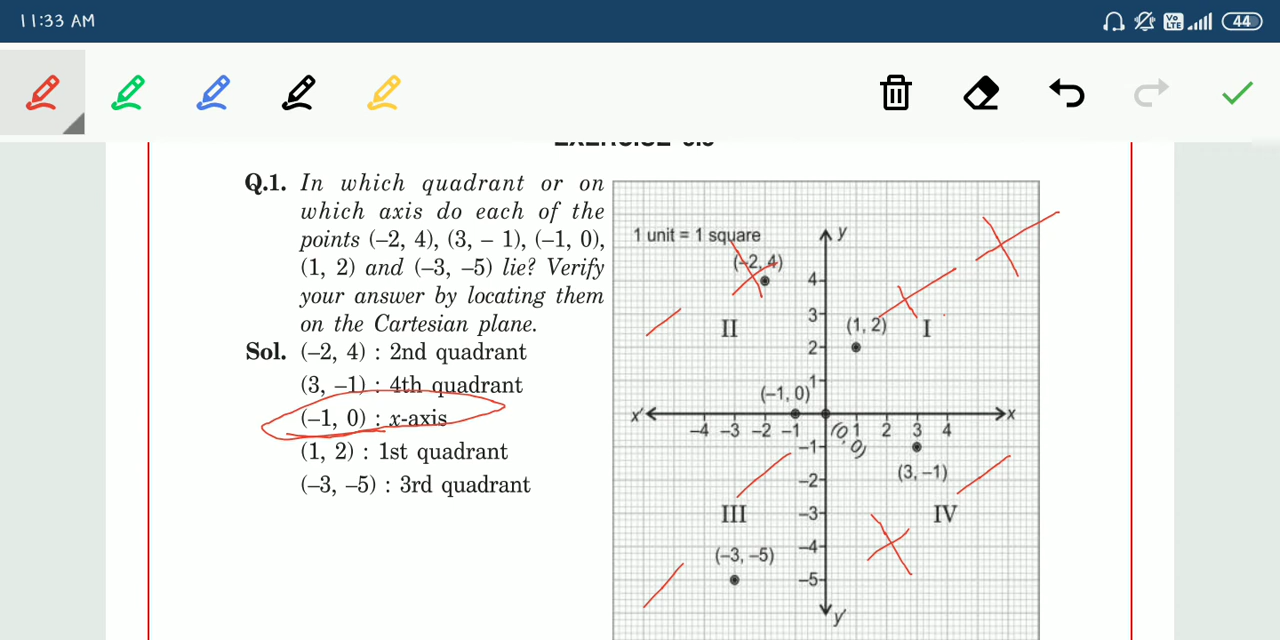 11:33 AM
Vo LTE
44
Q.1. In which quadrant or on
which axis do each of the
points (–2, 4), (3, – 1), (–1, 0),
(1, 2) and (–3, –5) lie? Verify
your answer by locating them
on the Cartesian plane.
Sol. (–2, 4) : 2nd quadrant
(3, –1) : 4th quadrant
(–1, 0) : x-axis
(1, 2) : 1st quadrant
(–3, –5) : 3rd quadrant
1 unit = 1 square
y
(–2, 4)
4
3
(1, 2)
II
I
2
1
(–1, 0)
x′
x
–4 –3 –2 –1
(0, 0)
1 2 3 4
–1
(3, –1)
–2
III
–3
IV
–4
(–3, –5)
–5
y′